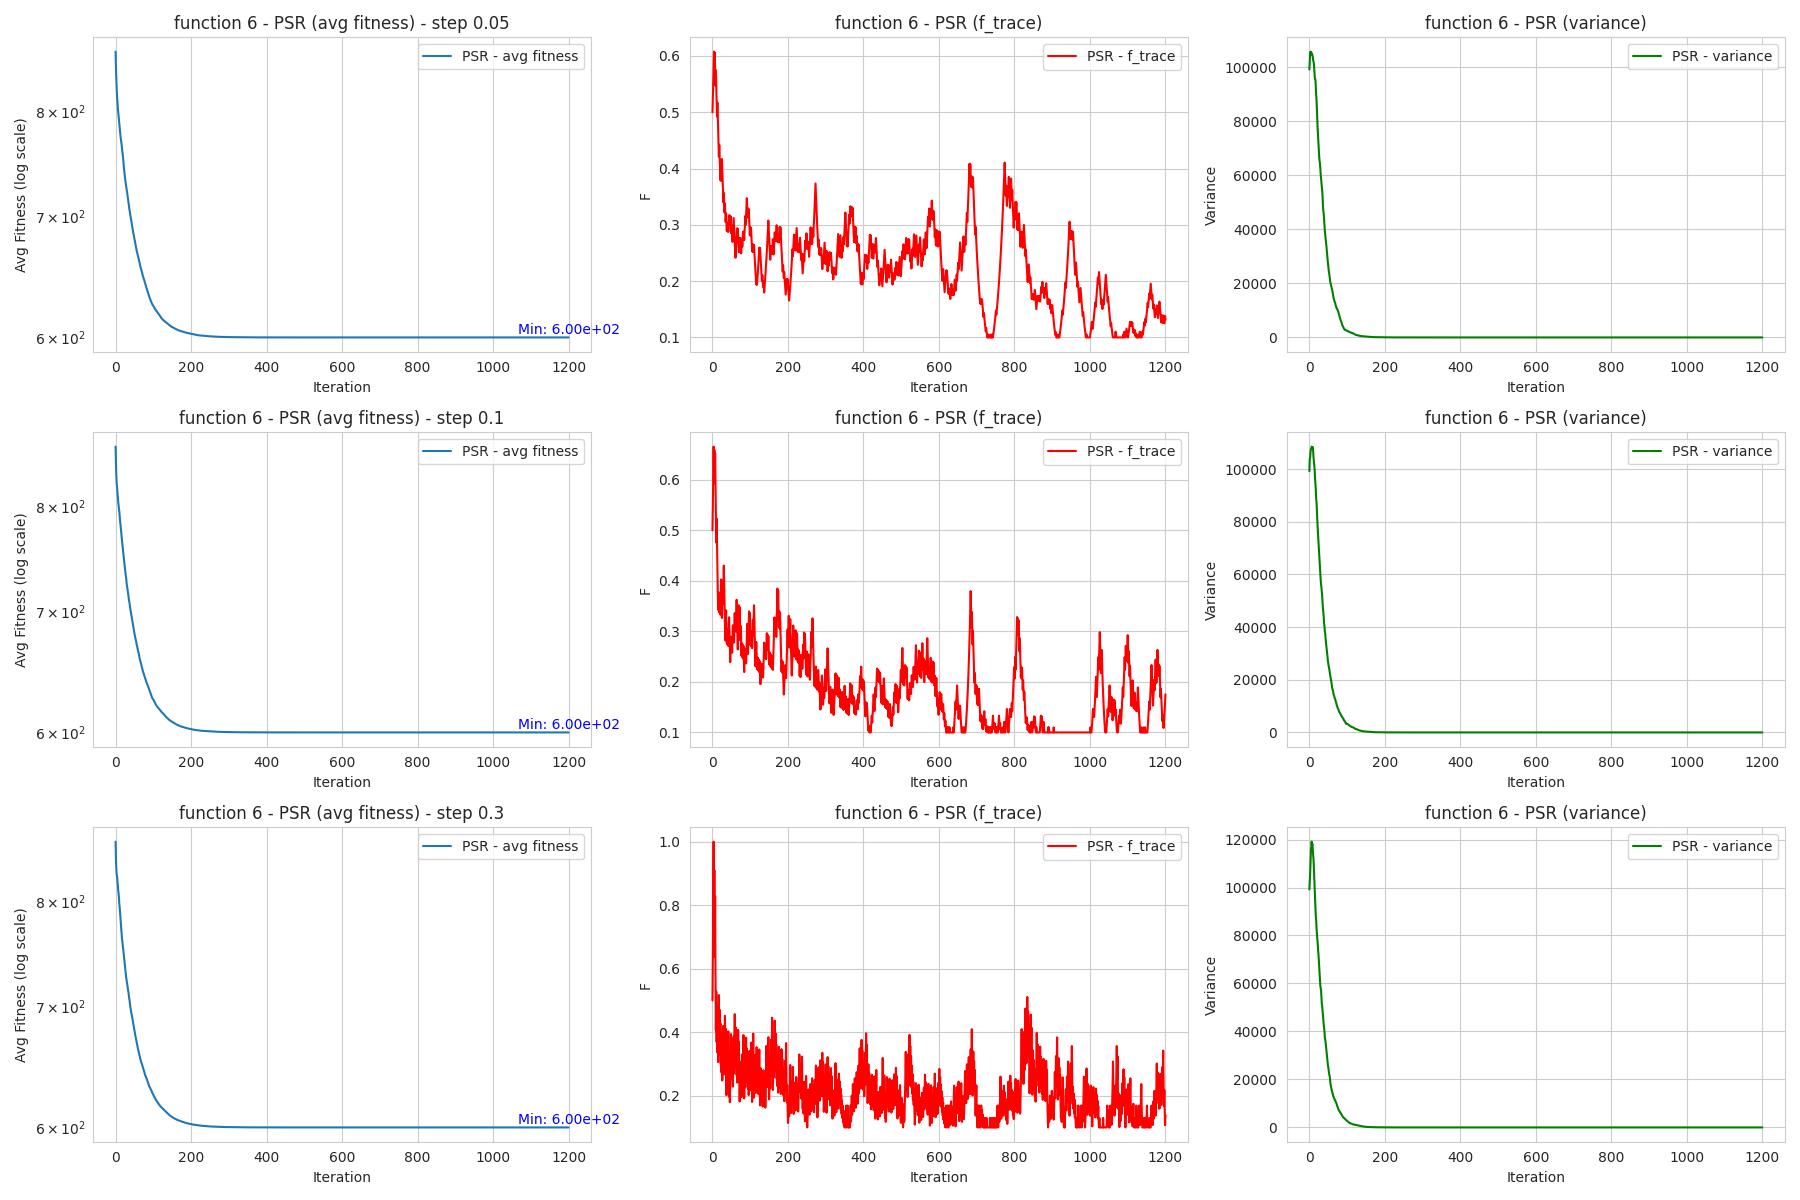 function 6 - PSR (avg fitness) - step 0.05
PSR - avg fitness
Avg Fitness (log scale)
8 × 10²
7 × 10²
6 × 10²
Min: 6.00e+02
0 200 400 600 800 1000 1200
Iteration
function 6 - PSR (f_trace)
PSR - f_trace
F
0.6
0.5
0.4
0.3
0.2
0.1
0 200 400 600 800 1000 1200
Iteration
function 6 - PSR (variance)
PSR - variance
Variance
100000
80000
60000
40000
20000
0
0 200 400 600 800 1000 1200
Iteration
function 6 - PSR (avg fitness) - step 0.1
PSR - avg fitness
Avg Fitness (log scale)
8 × 10²
7 × 10²
6 × 10²
Min: 6.00e+02
0 200 400 600 800 1000 1200
Iteration
function 6 - PSR (f_trace)
PSR - f_trace
F
0.6
0.5
0.4
0.3
0.2
0.1
0 200 400 600 800 1000 1200
Iteration
function 6 - PSR (variance)
PSR - variance
Variance
100000
80000
60000
40000
20000
0
0 200 400 600 800 1000 1200
Iteration
function 6 - PSR (avg fitness) - step 0.3
PSR - avg fitness
Avg Fitness (log scale)
8 × 10²
7 × 10²
6 × 10²
Min: 6.00e+02
0 200 400 600 800 1000 1200
Iteration
function 6 - PSR (f_trace)
PSR - f_trace
F
1.0
0.8
0.6
0.4
0.2
0 200 400 600 800 1000 1200
Iteration
function 6 - PSR (variance)
PSR - variance
Variance
120000
100000
80000
60000
40000
20000
0
0 200 400 600 800 1000 1200
Iteration